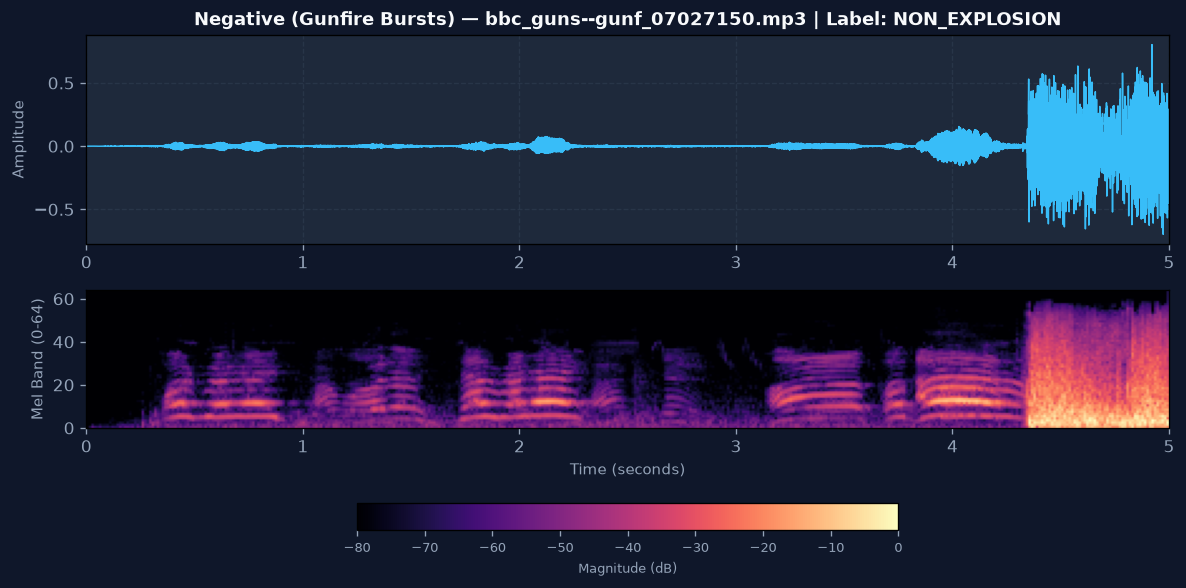 Negative (Gunfire Bursts) — bbc_guns--gunf_07027150.mp3 | Label: NON_EXPLOSION
Amplitude
0.5
0.0
−0.5
0 1 2 3 4 5
Mel Band (0-64)
60
40
20
0
0 1 2 3 4 5
Time (seconds)
−80 −70 −60 −50 −40 −30 −20 −10 0
Magnitude (dB)